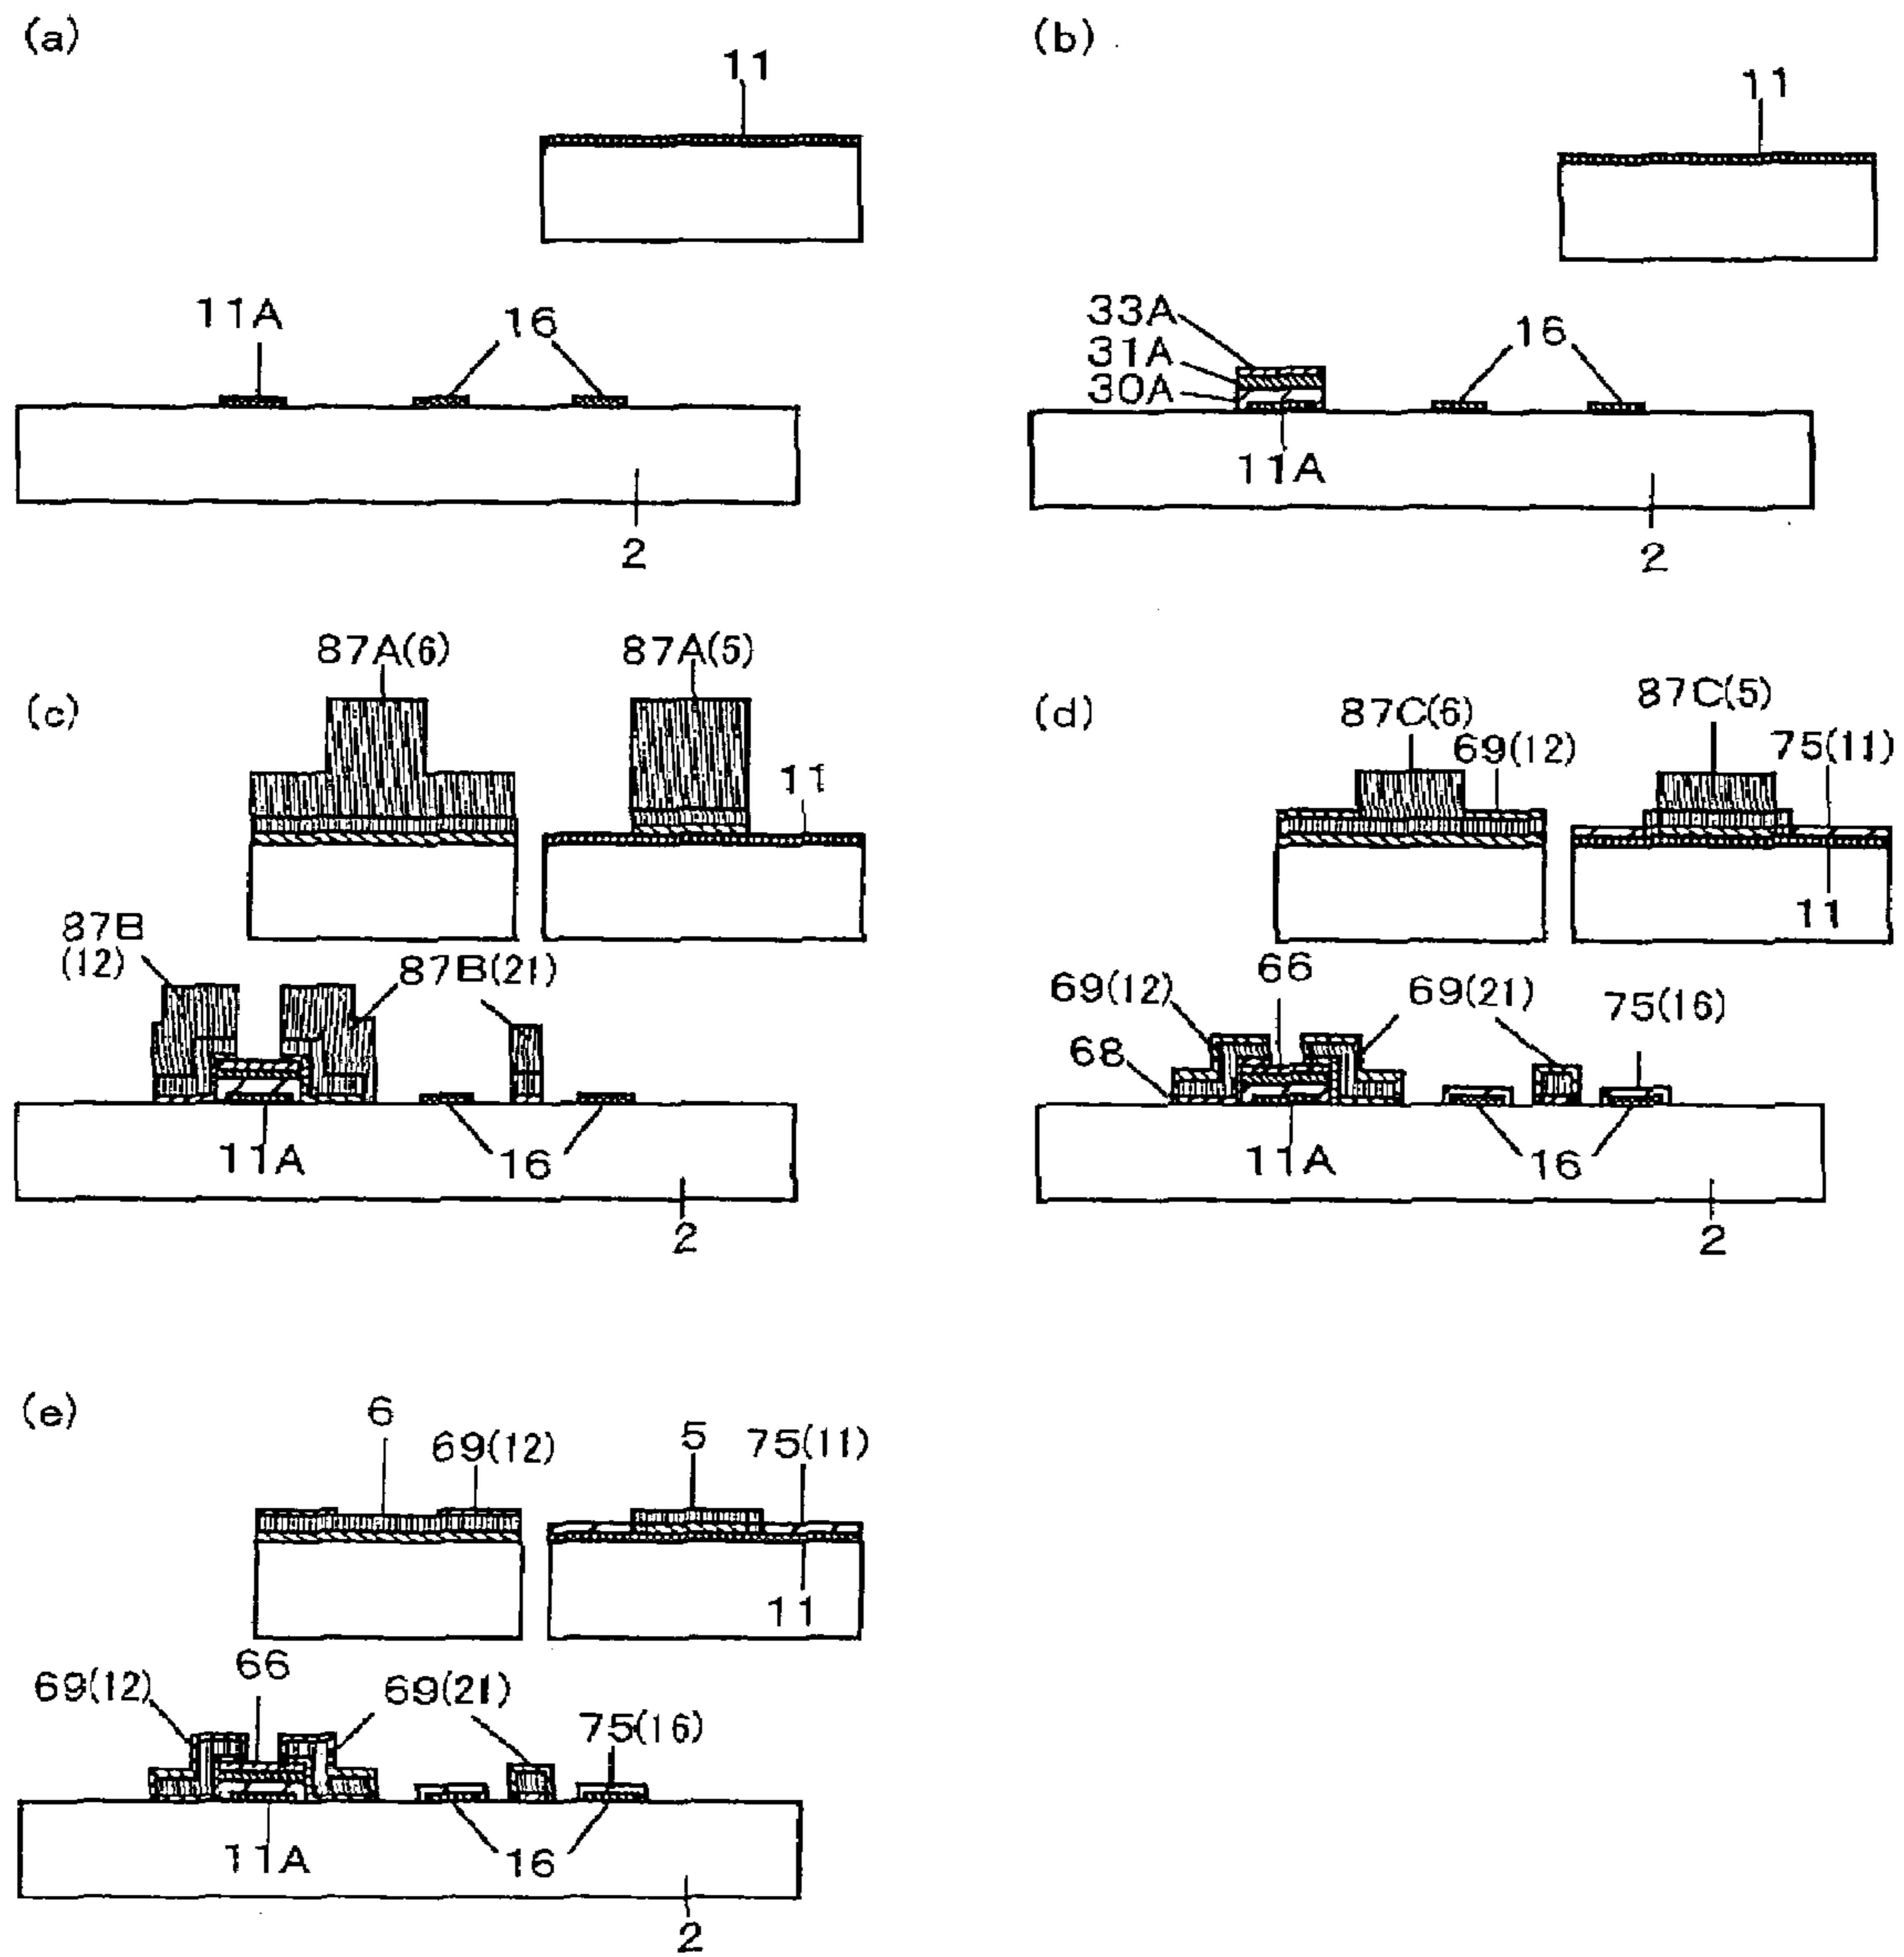 (a)
11
11A
16
2
(b)
11
33A
31A
30A
16
11A
2
(c)
87A(6)
87A(5)
11
87B
(12)
87B(21)
11A
16
2
(d)
87C(6)
87C(5)
69(12)
75(11)
11
66
69(12)
69(21)
75(16)
68
11A
16
2
(e)
6
69(12)
5
75(11)
11
66
69(12)
69(21)
75(16)
11A
16
2